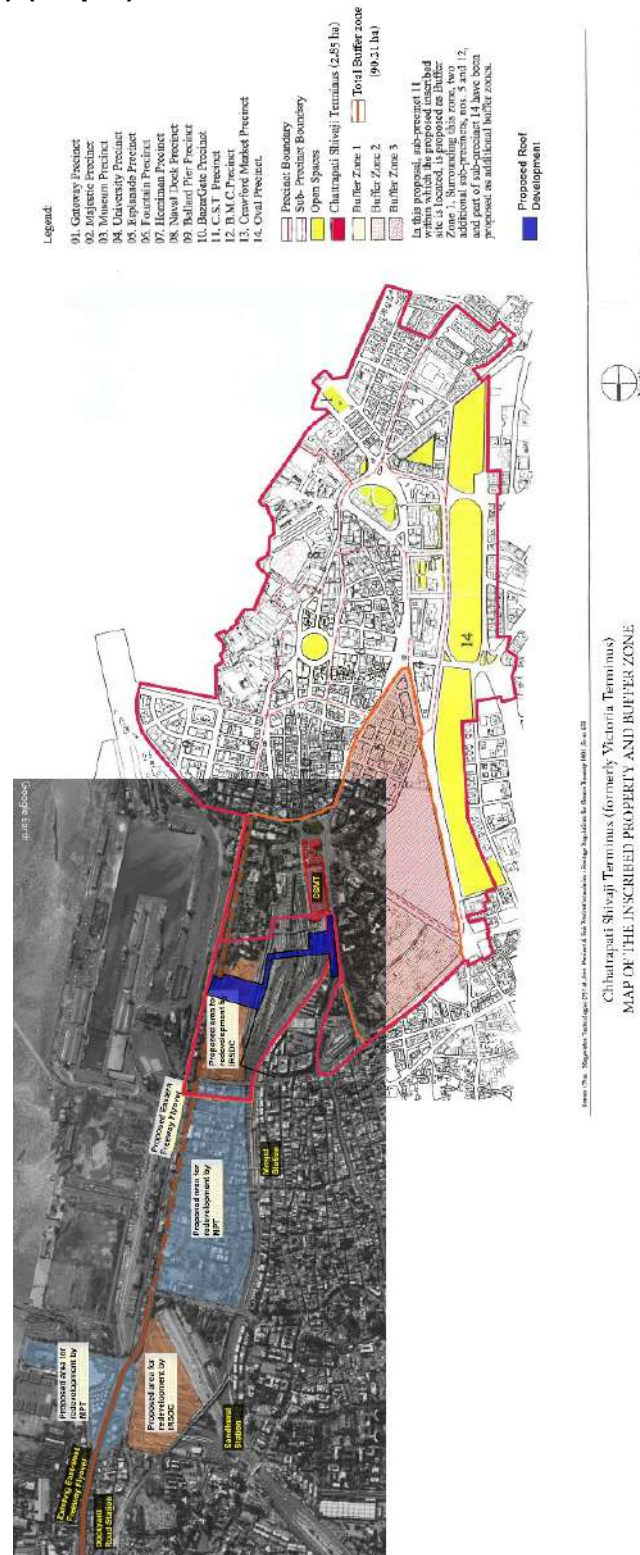 Legend:
01. Gateway Precinct
02. Majestic Precinct
03. Museum Precinct
04. University Precinct
05. Esplanade Precinct
06. Fountain Precinct
07. Horniman Precinct
08. Naval Dock Precinct
09. Ballard Pier Precinct
10. BazarGate Precinct
11. C.S.T. Precinct
12. B.M.C. Precinct
13. Crawford Market Precinct
14. Oval Precinct.
Precinct Boundary
Sub- Precinct Boundary
Open Spaces
Chatrapati Shivaji Terminus (2.85 ha)
Buffer Zone 1
Buffer Zone 2
Buffer Zone 3
Total Buffer zone
(90.21 ha)
In this proposal, sub-precinct 11
within which the proposed inscribed
site is located, is proposed as Buffer
Zone 1. Surrounding this zone, two
additional sub-precincts, nos. 5 and 12,
and part of sub-precinct 14 have been
proposed as additional buffer zones.
Proposed Roof
Development
Google Earth
14
CSMT
Proposed area for
redevelopment by
IRSDC
Proposed Eastern
Freeway Flyover
Proposed area for
redevelopment by
MPT
Masjid
Station
Proposed area for
redevelopment by
MPT
Proposed area for
redevelopment by
IRSDC
Sandhurst
Station
Existing East-west
Freeway Flyover
Dockyard
Road Station
Chhatrapati Shivaji Terminus (formerly Victoria Terminus)
MAP OF THE INSCRIBED PROPERTY AND BUFFER ZONE